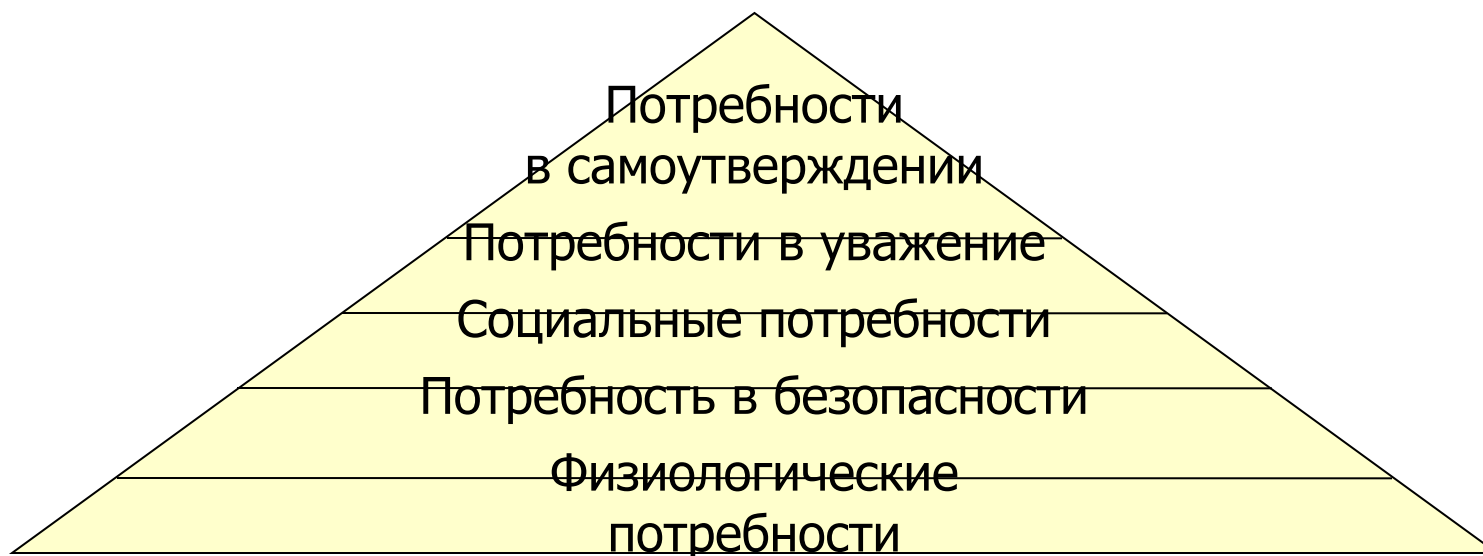 Потребности
в самоутверждении
Потребности в уважение
Социальные потребности
Потребность в безопасности
Физиологические
потребности